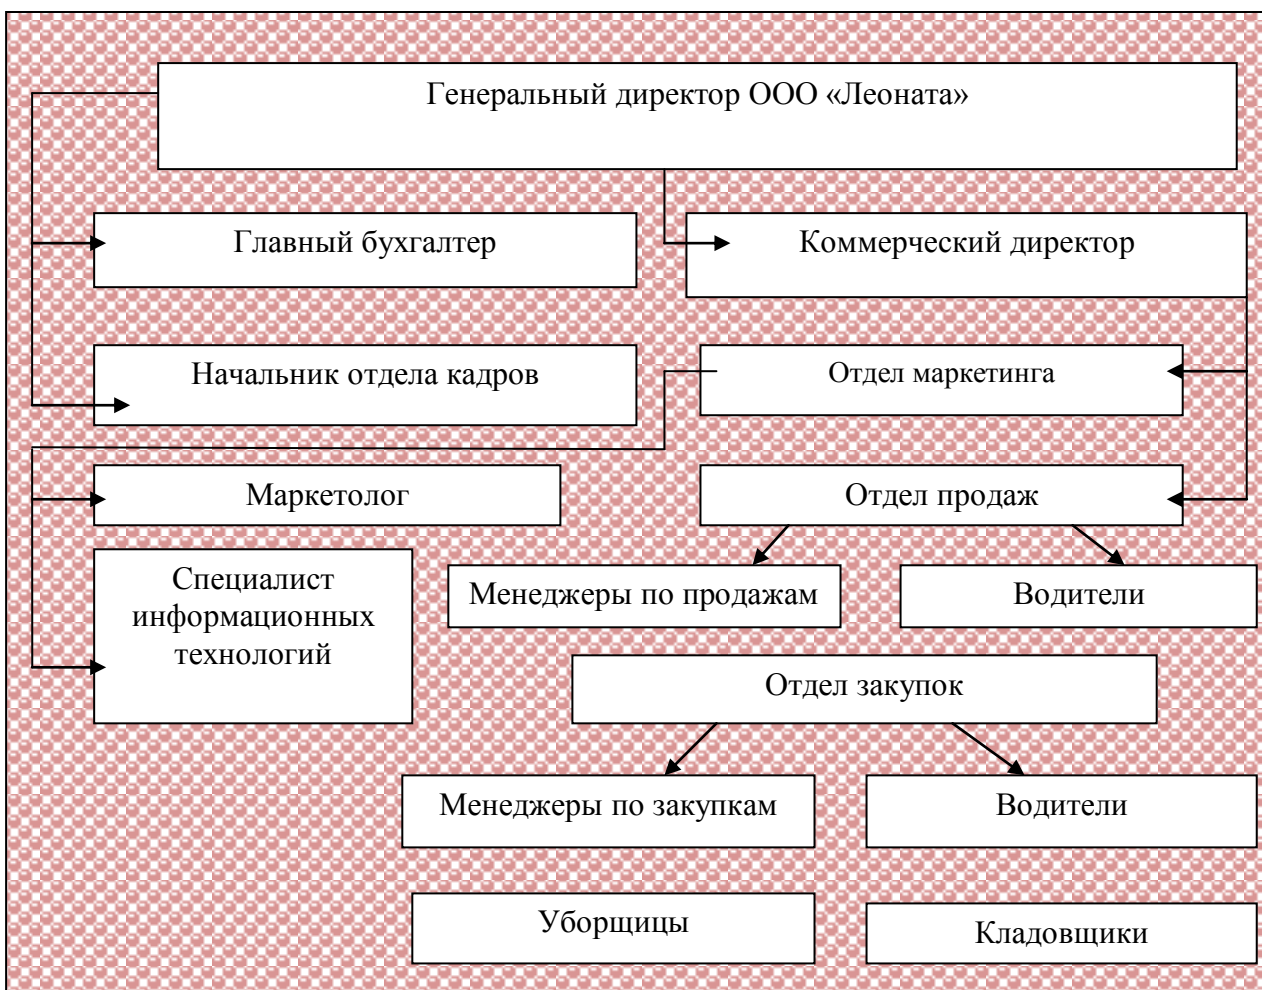 Генеральный директор ООО «Леоната»
Главный бухгалтер
Коммерческий директор
Начальник отдела кадров
Отдел маркетинга
Маркетолог
Отдел продаж
Специалист
информационных
технологий
Менеджеры по продажам
Водители
Отдел закупок
Менеджеры по закупкам
Водители
Уборщицы
Кладовщики